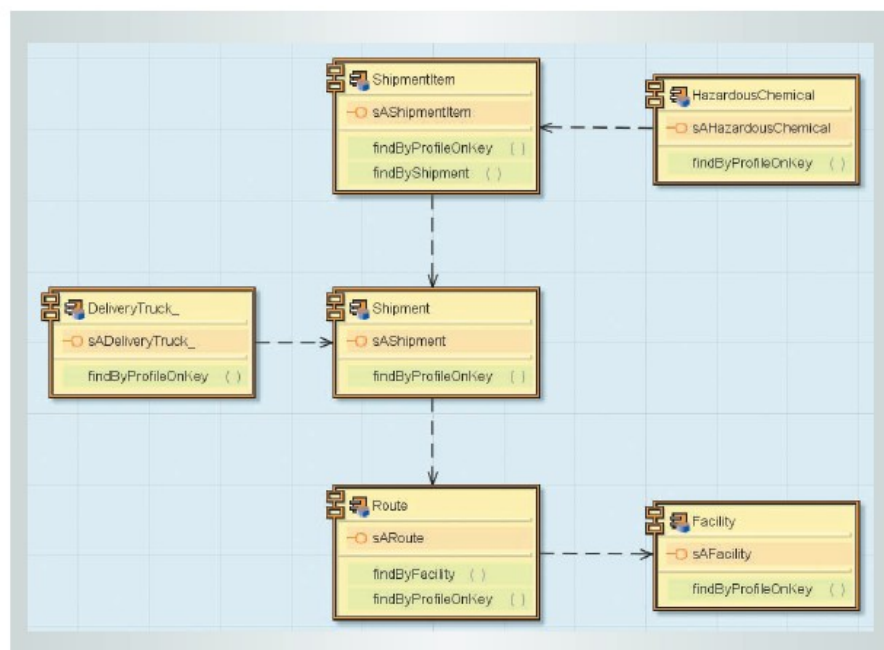 ShipmentItem
sAShipmentItem
findByProfileOnKey ( )
findByShipment ( )
HazardousChemical
sAHazardousChemical
findByProfileOnKey ( )
DeliveryTruck_
sADeliveryTruck_
findByProfileOnKey ( )
Shipment
sAShipment
findByProfileOnKey ( )
Route
sARoute
findByFacility ( )
findByProfileOnKey ( )
Facility
sAFacility
findByProfileOnKey ( )